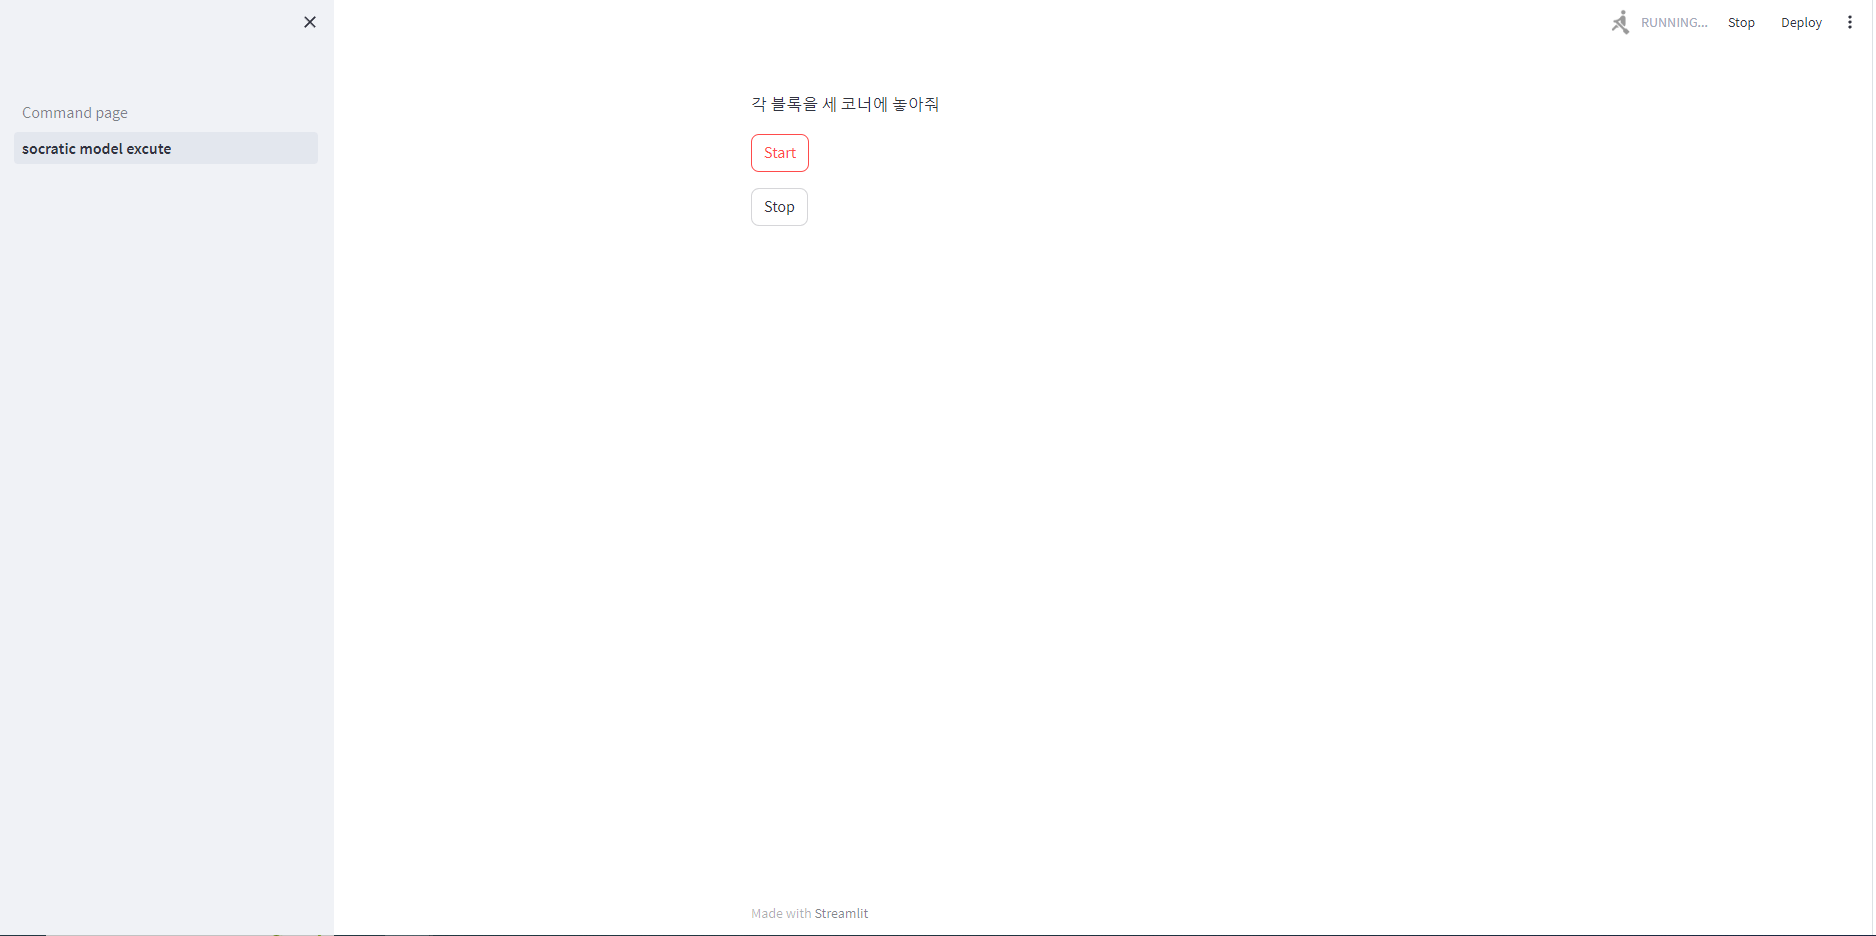 RUNNING... Stop Deploy
Command page
socratic model excute
각 블록을 세 코너에 놓아줘
Start
Stop
Made with Streamlit